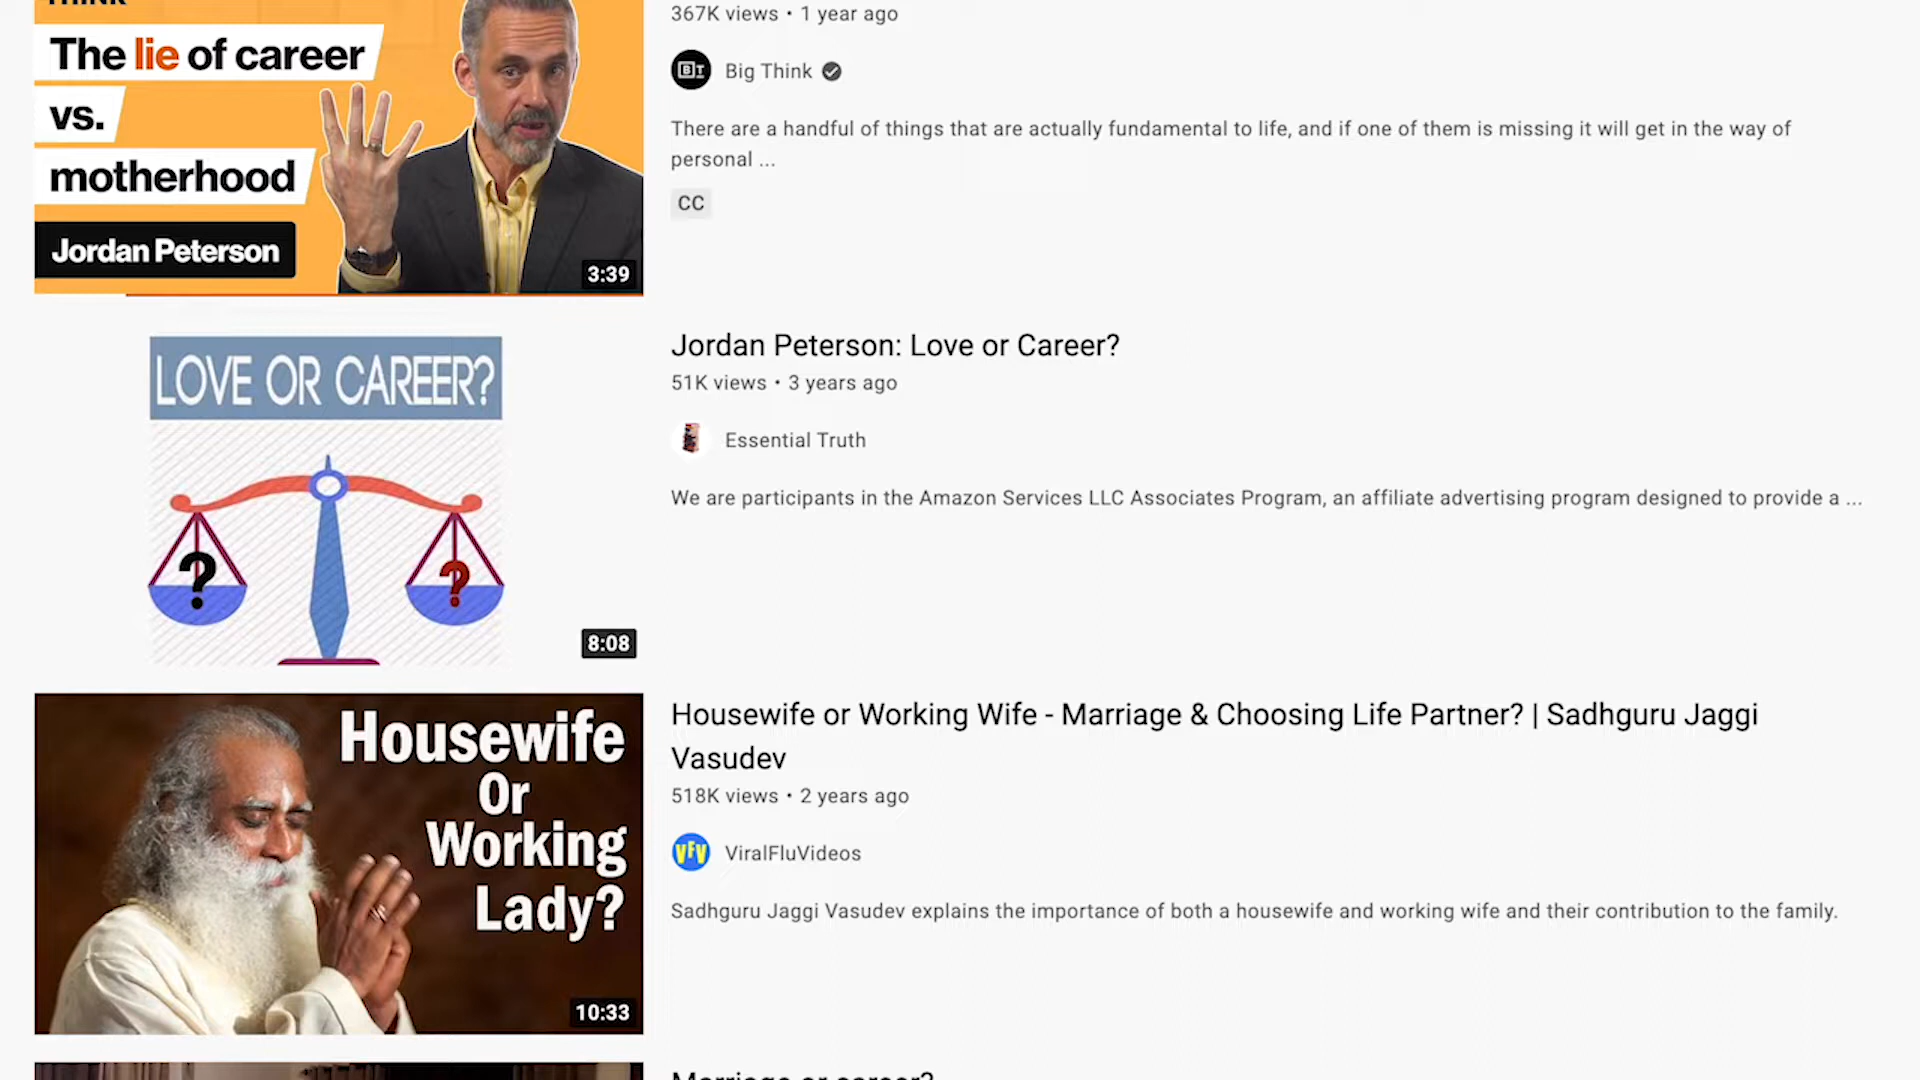 THINK
The lie of career
vs.
motherhood
Jordan Peterson
3:39
367K views • 1 year ago
BT
Big Think
There are a handful of things that are actually fundamental to life, and if one of them is missing it will get in the way of
personal ...
CC
LOVE OR CAREER?
? ?
8:08
Jordan Peterson: Love or Career?
51K views • 3 years ago
Essential Truth
We are participants in the Amazon Services LLC Associates Program, an affiliate advertising program designed to provide a ...
Housewife
Or
Working
Lady?
10:33
Housewife or Working Wife - Marriage & Choosing Life Partner? | Sadhguru Jaggi
Vasudev
518K views • 2 years ago
VFV
ViralFluVideos
Sadhguru Jaggi Vasudev explains the importance of both a housewife and working wife and their contribution to the family.
Marriage or career?